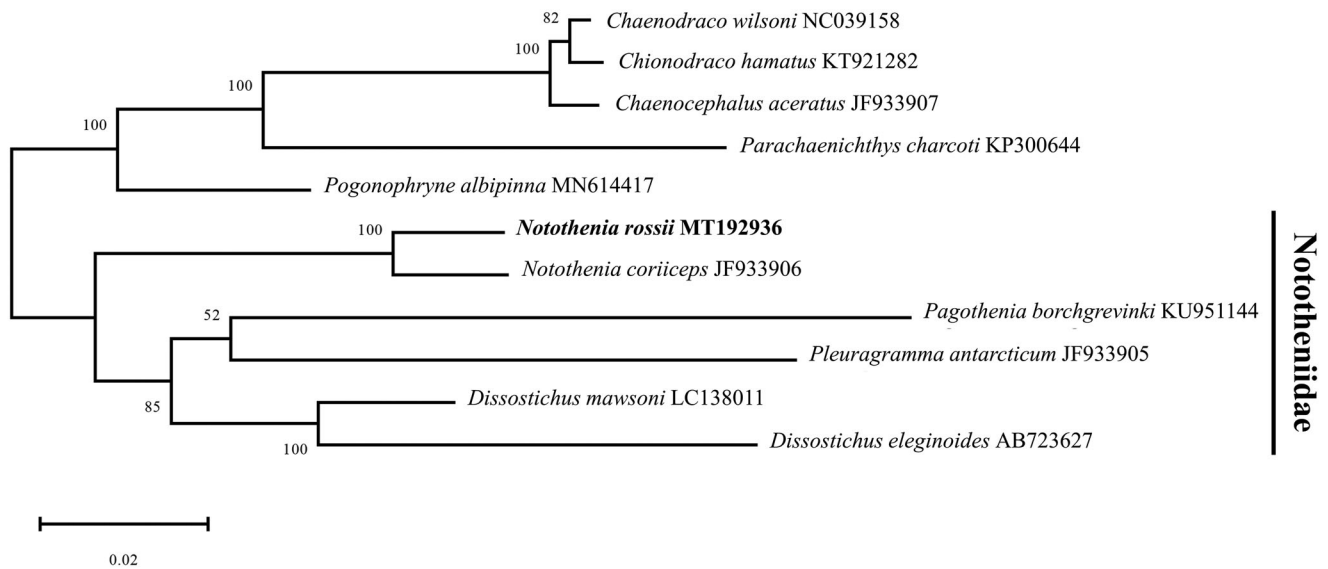 82
Chaenodraco wilsoni NC039158
100
Chionodraco hamatus KT921282
100
Chaenocephalus aceratus JF933907
100
Parachaenichthys charcoti KP300644
Pogonophryne albipinna MN614417
100
Notothenia rossii MT192936
Notothenia coriiceps JF933906
52
Pagothenia borchgrevinki KU951144
Pleuragramma antarcticum JF933905
85
Dissostichus mawsoni LC138011
100
Dissostichus eleginoides AB723627
Nototheniidae
0.02